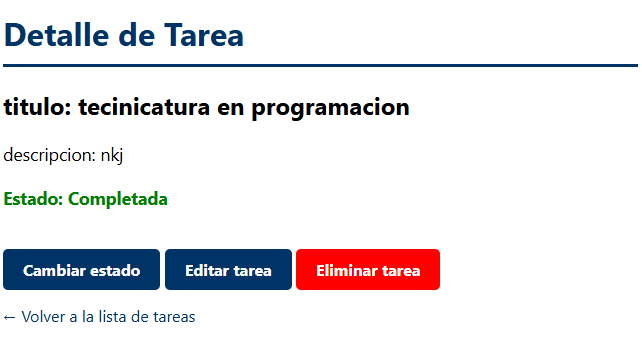 Detalle de Tarea
titulo: tecinicatura en programacion
descripcion: nkj
Estado: Completada
Cambiar estado Editar tarea Eliminar tarea
← Volver a la lista de tareas